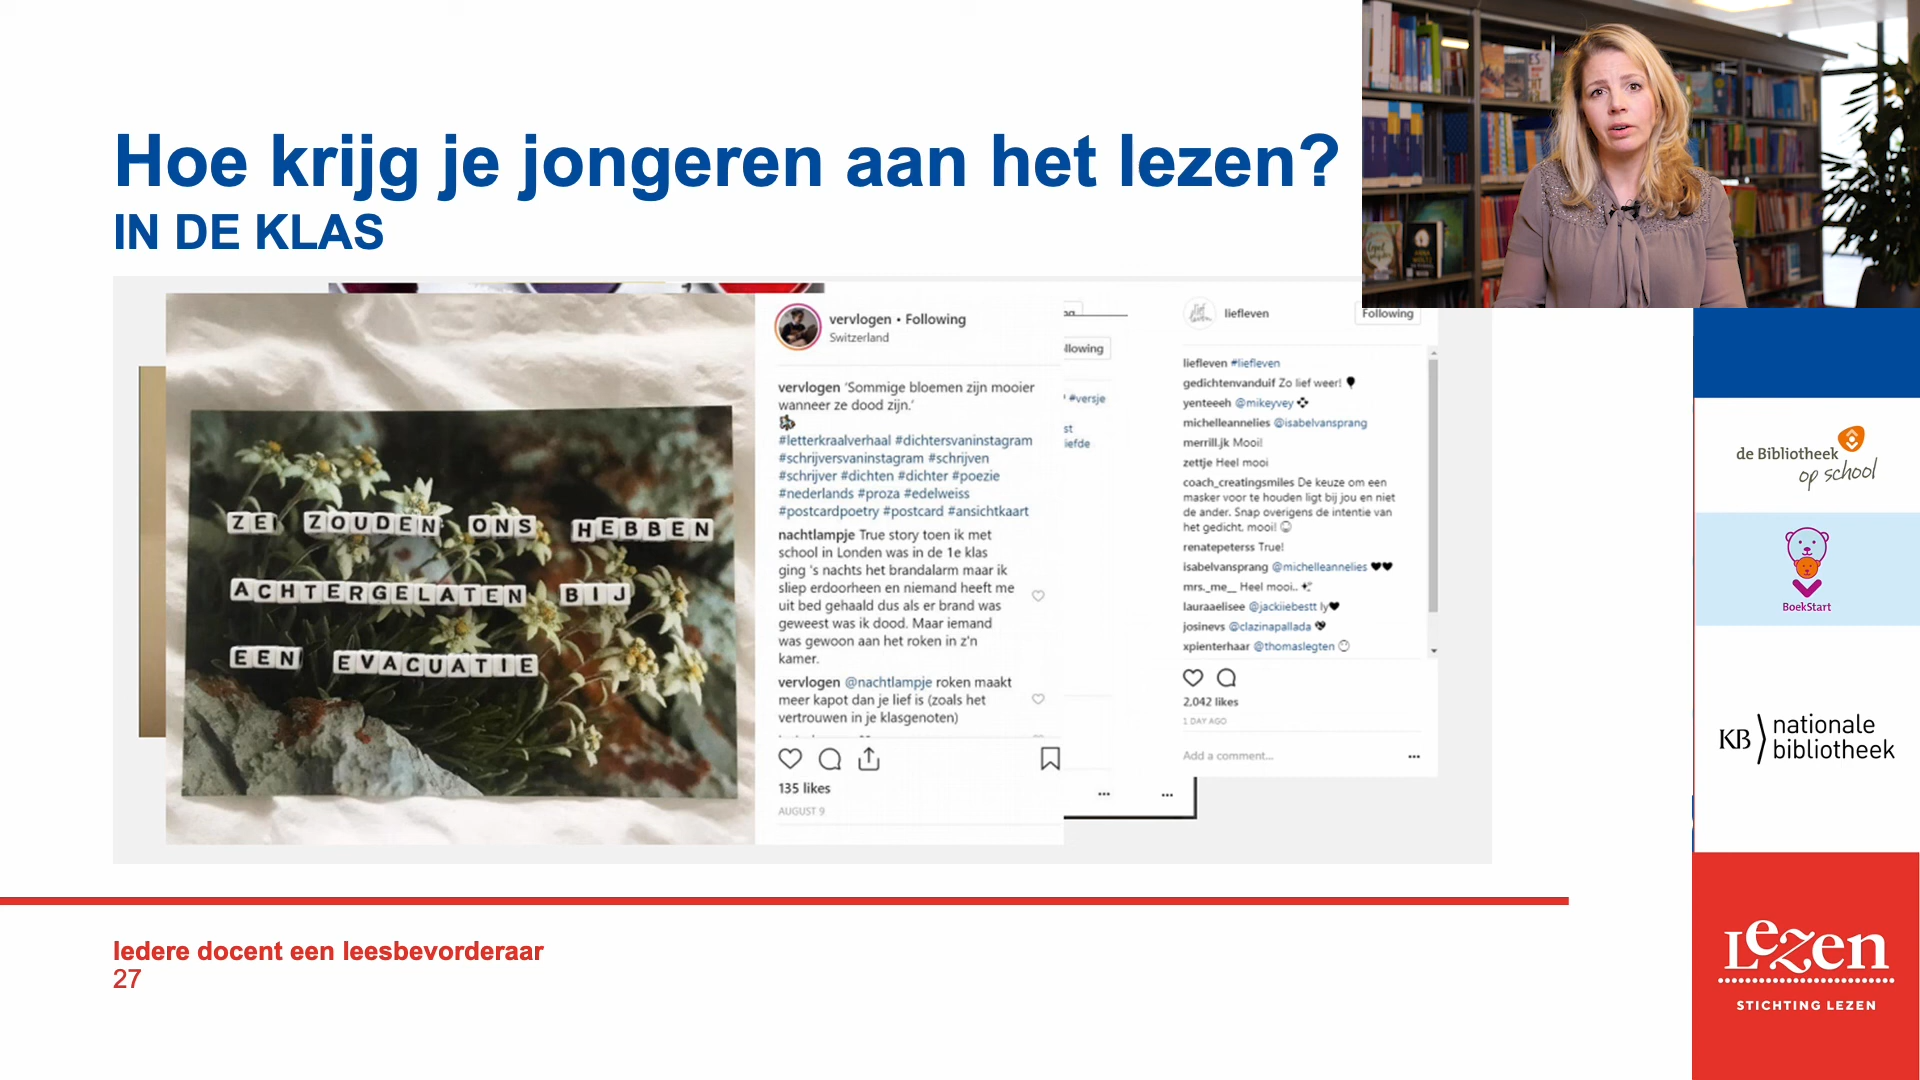 Hoe krijg je jongeren aan het lezen?
IN DE KLAS
ZE ZOUDEN ONS HEBBEN
ACHTERGELATEN BIJ
EEN EVACUATIE
vervlogen • Following
Switzerland
vervlogen 'Sommige bloemen zijn mooier
wanneer ze dood zijn.'
#letterkraalverhaal #dichtersvaninstagram
#schrijversvaninstagram #schrijven
#schrijver #dichten #dichter #poezie
#nederlands #proza #edelweiss
#postcardpoetry #postcard #ansichtkaart
nachtlampje True story toen ik met
school in Londen was in de 1e klas
ging 's nachts het brandalarm maar ik
sliep erdoorheen en niemand heeft me
uit bed gehaald dus als er brand was
geweest was ik dood. Maar iemand
was gewoon aan het roken in z'n
kamer.
vervlogen @nachtlampje roken maakt
meer kapot dan je lief is (zoals het
vertrouwen in je klasgenoten)
135 likes
AUGUST 9
llowing
#versje
st
iefde
liefleven
Following
liefleven #liefleven
gedichtenvanduif Zo lief weer!
yenteeeh @mikeyvey
michelleannelies @isabelvansprang
merrill.jk Mooi!
zettje Heel mooi
coach_creatingsmiles De keuze om een
masker voor te houden ligt bij jou en niet
de ander. Snap overigens de intentie van
het gedicht, mooi!
renatepeterss True!
isabelvansprang @michelleannelies
mrs._me__ Heel mooi..
lauraaelisee @jackiiebestt ly
josinevs @clazinapallada
xpienterhaar @thomaslegten
2,042 likes
1 DAY AGO
Add a comment...
de Bibliotheek
op school
BoekStart
KB nationale
bibliotheek
Lezen
STICHTING LEZEN
Iedere docent een leesbevorderaar
27